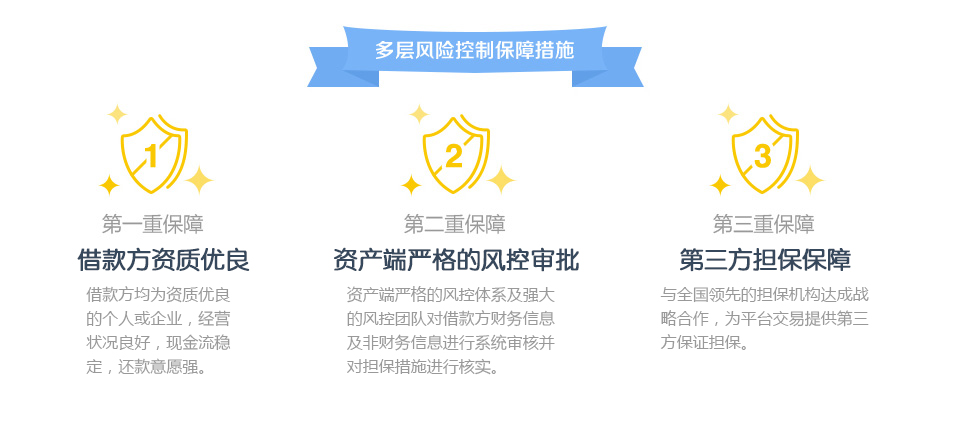 多层风险控制保障措施
1
第一重保障
借款方资质优良
借款方均为资质优良
的个人或企业，经营
状况良好，现金流稳
定，还款意愿强。
2
第二重保障
资产端严格的风控审批
资产端严格的风控体系及强大
的风控团队对借款方财务信息
及非财务信息进行系统审核并
对担保措施进行核实。
3
第三重保障
第三方担保保障
与全国领先的担保机构达成战
略合作，为平台交易提供第三
方保证担保。